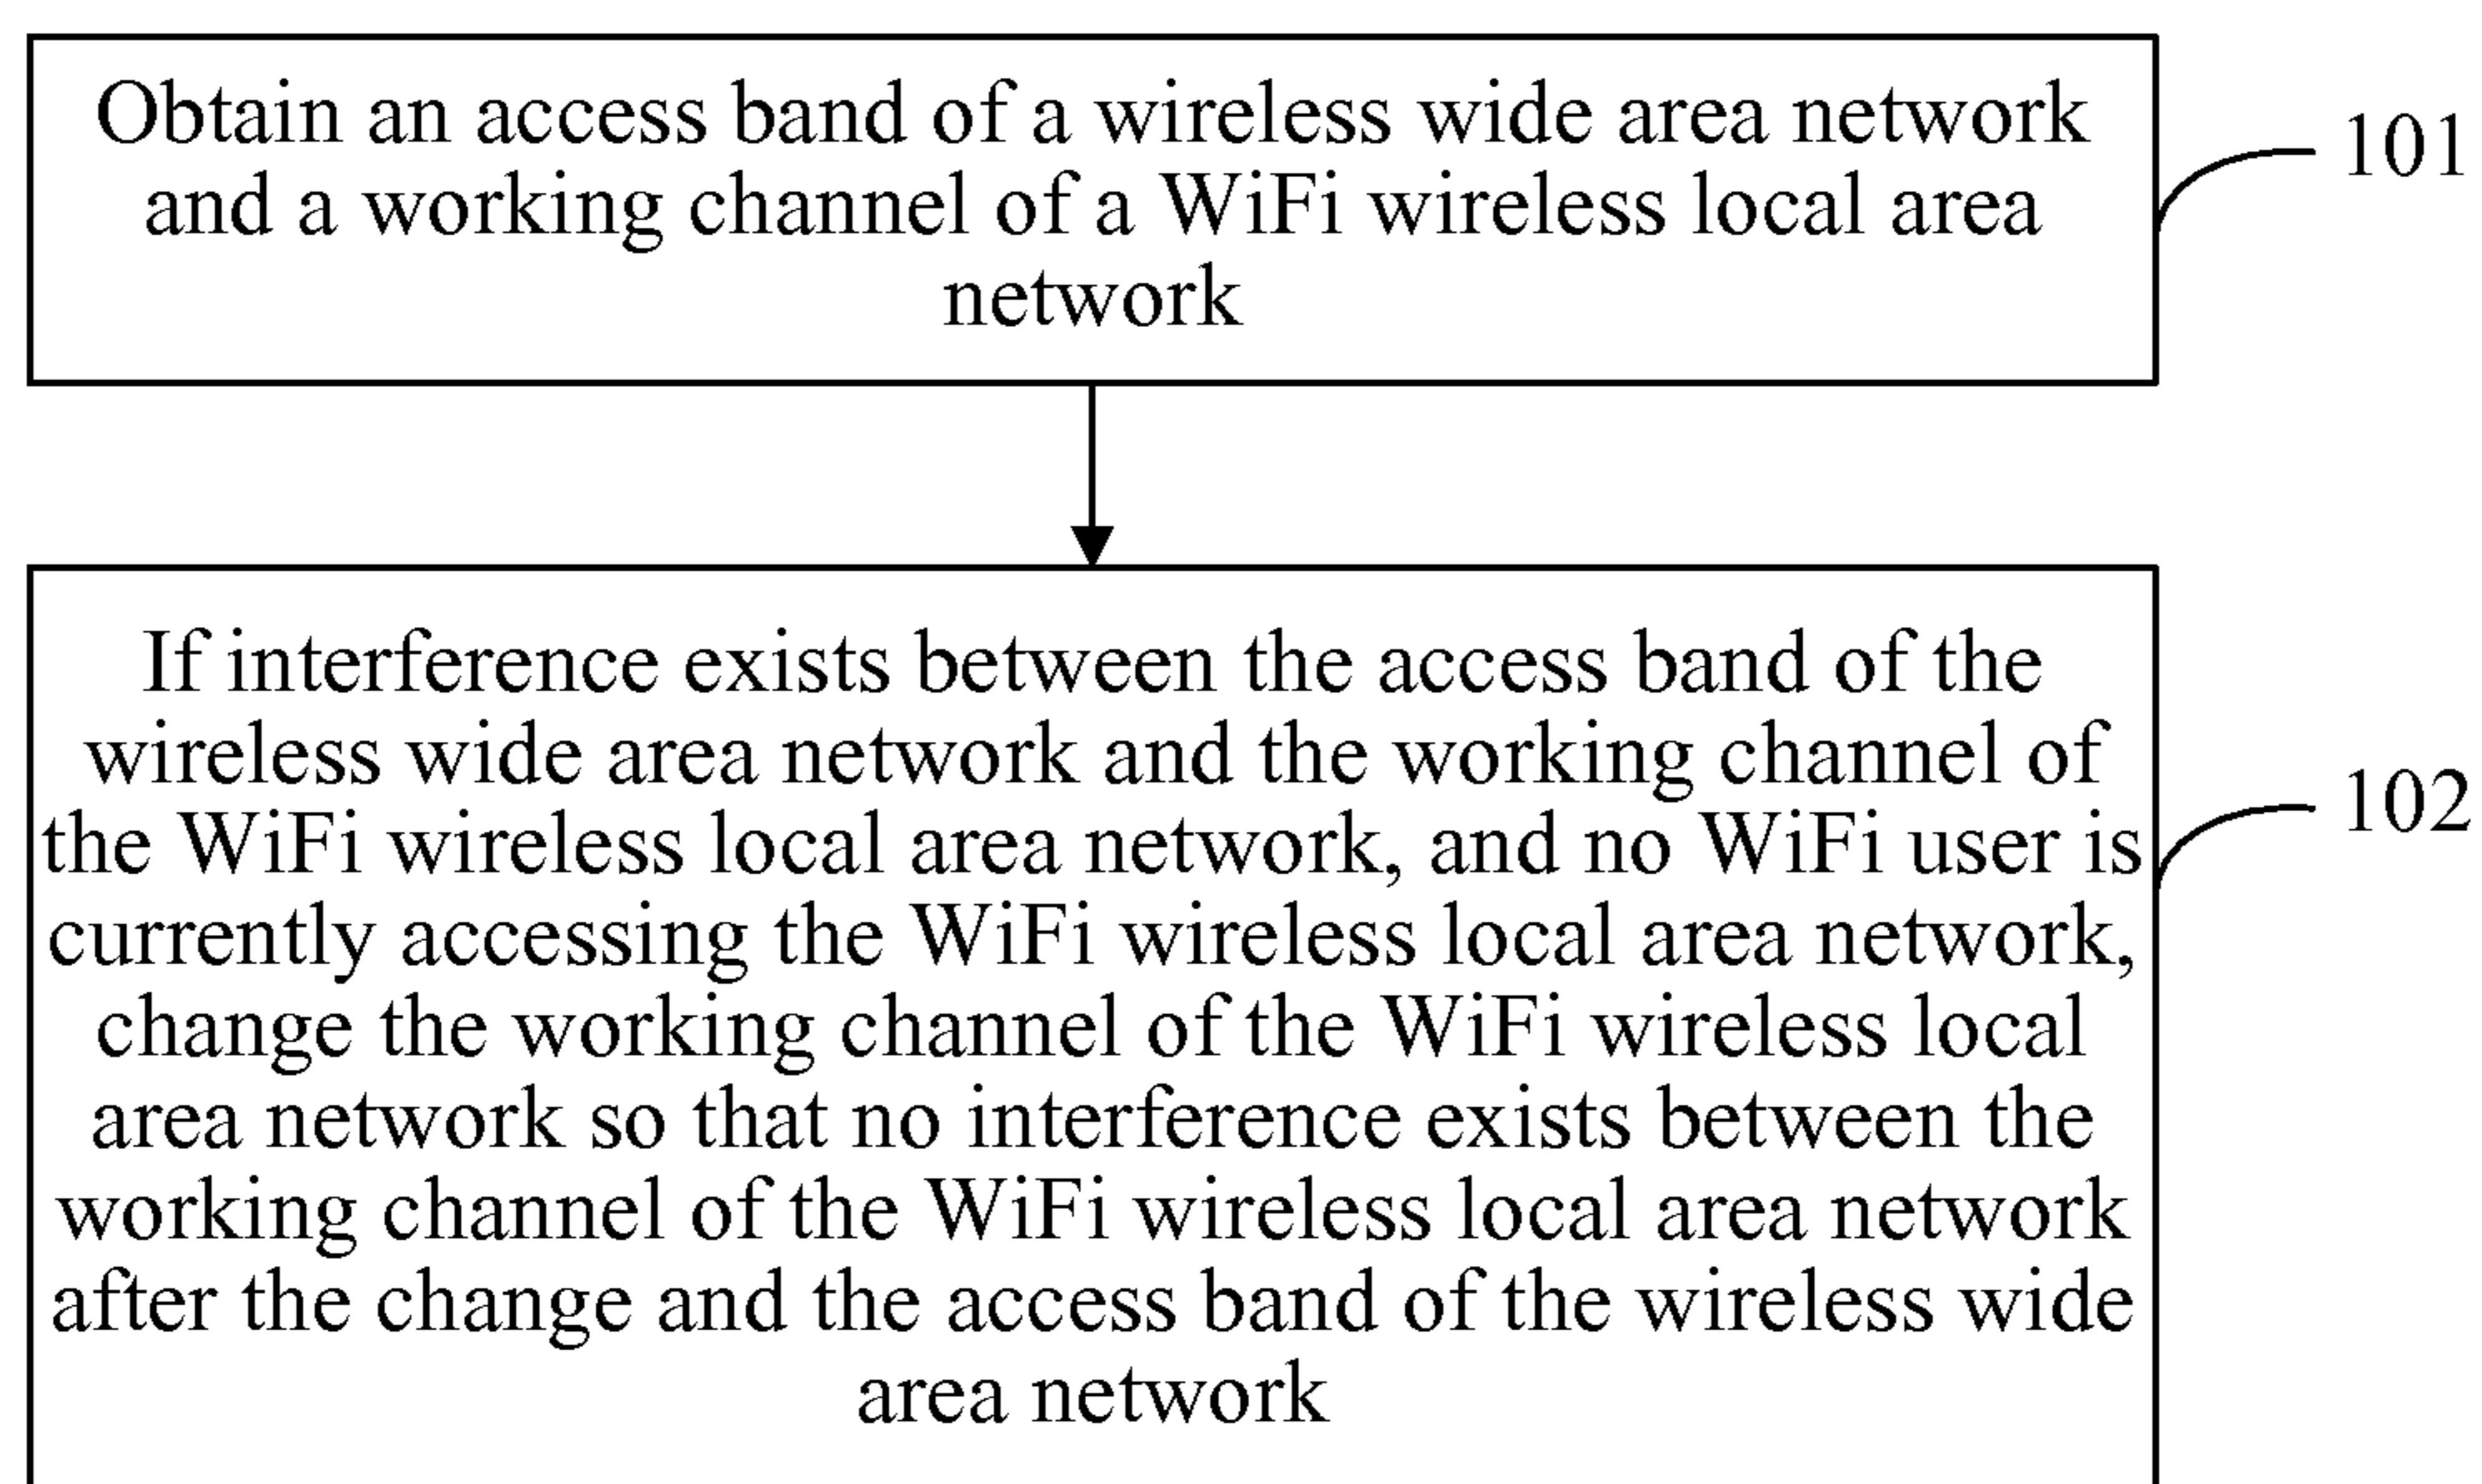 Obtain an access band of a wireless wide area network
and a working channel of a WiFi wireless local area
network
101
If interference exists between the access band of the
wireless wide area network and the working channel of
the WiFi wireless local area network, and no WiFi user is
currently accessing the WiFi wireless local area network,
change the working channel of the WiFi wireless local
area network so that no interference exists between the
working channel of the WiFi wireless local area network
after the change and the access band of the wireless wide
area network
102